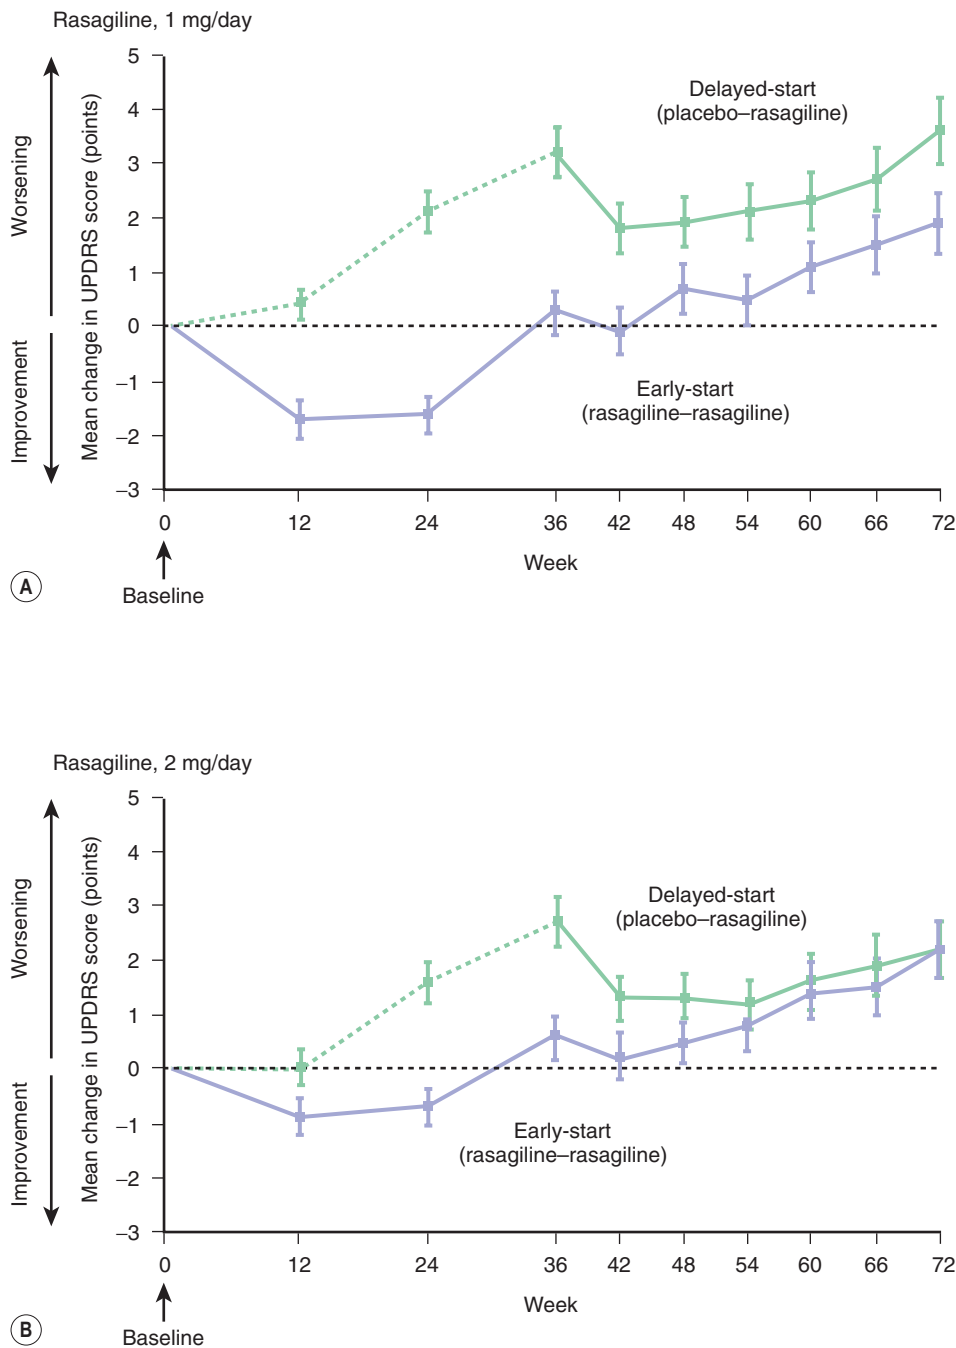 Rasagiline, 1 mg/day
Worsening
Improvement
Mean change in UPDRS score (points)
5
4
3
2
1
0
–1
–2
–3
Delayed-start
(placebo–rasagiline)
Early-start
(rasagiline–rasagiline)
0 12 24 36 42 48 54 60 66 72
Week
Baseline
A
Rasagiline, 2 mg/day
Worsening
Improvement
Mean change in UPDRS score (points)
5
4
3
2
1
0
–1
–2
–3
Delayed-start
(placebo–rasagiline)
Early-start
(rasagiline–rasagiline)
0 12 24 36 42 48 54 60 66 72
Week
Baseline
B